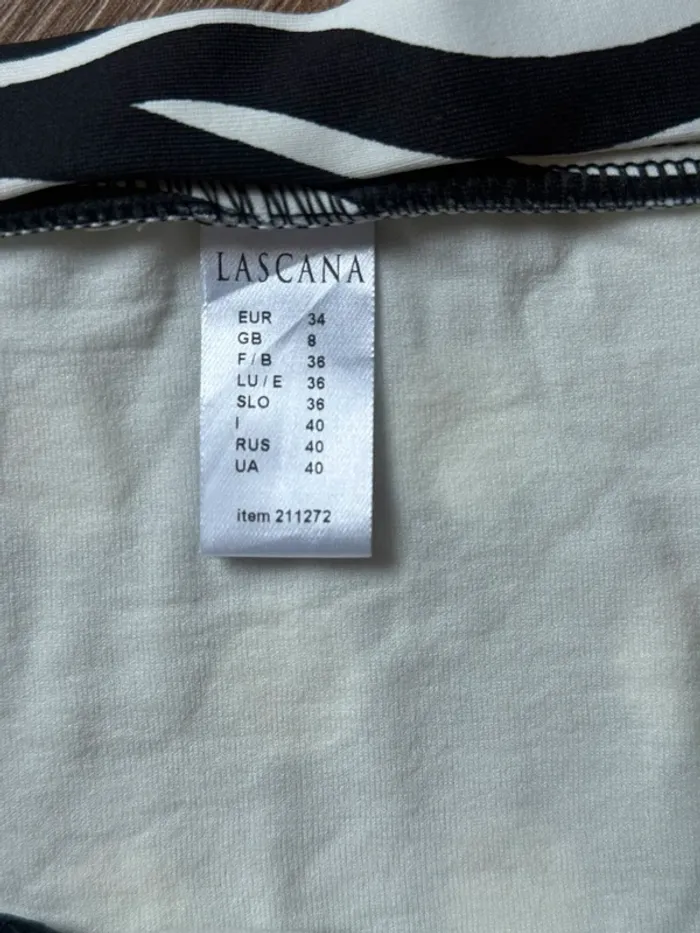 LASCANA
EUR 34
GB 8
F/B 36
LU/E 36
SLO 36
I 40
RUS 40
UA 40
item 211272